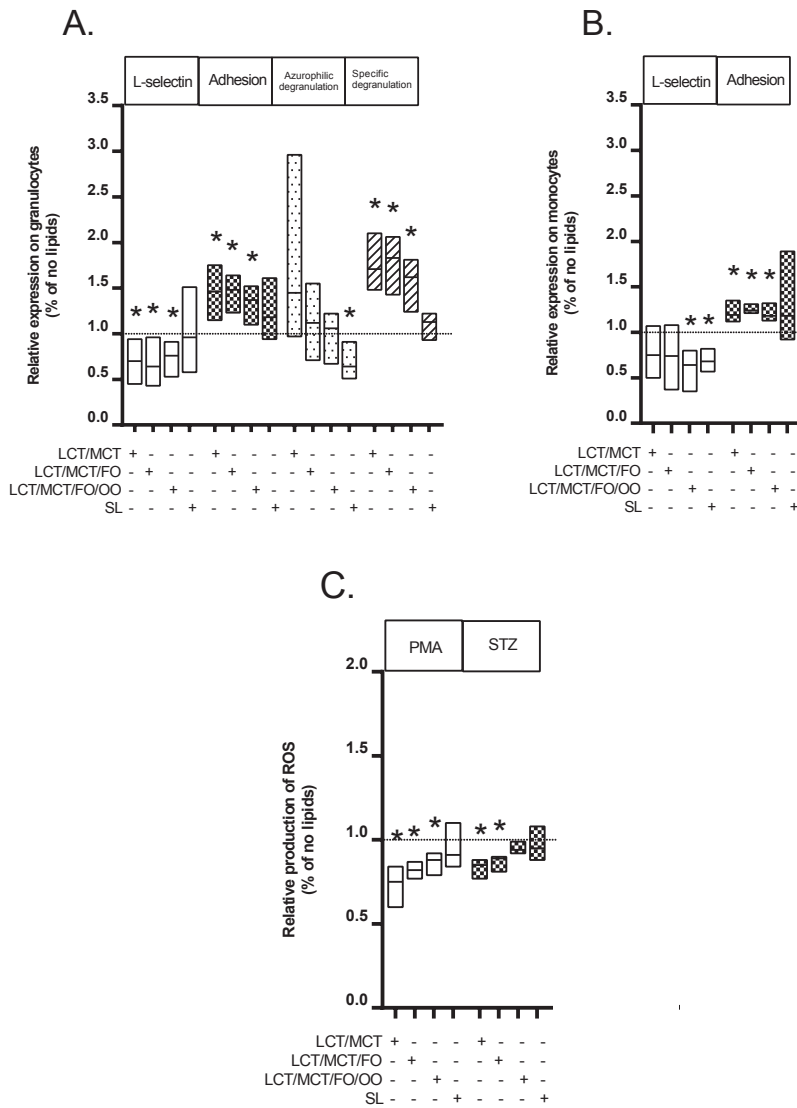 A.
L-selectin Adhesion Azurophilic degranulation Specific degranulation
Relative expression on granulocytes
(% of no lipids)
3.5
3.0
2.5
2.0
1.5
1.0
0.5
0.0
* * * * * * * * * *
LCT/MCT + - - - + - - - + - - - + - - -
LCT/MCT/FO - + - - - + - - - + - - - + - -
LCT/MCT/FO/OO - - + - - - + - - - + - - - + -
SL - - - + - - - + - - - + - - - +
B.
L-selectin Adhesion
Relative expression on monocytes
(% of no lipids)
3.5
3.0
2.5
2.0
1.5
1.0
0.5
0.0
* * * * *
LCT/MCT + - - - + - - -
LCT/MCT/FO - + - - - + - -
LCT/MCT/FO/OO - - + - - - + -
SL - - - + - - - +
C.
PMA STZ
Relative production of ROS
(% of no lipids)
2.0
1.5
1.0
0.5
0.0
* * * * *
LCT/MCT + - - - + - - -
LCT/MCT/FO - + - - - + - -
LCT/MCT/FO/OO - - + - - - + -
SL - - - + - - - +